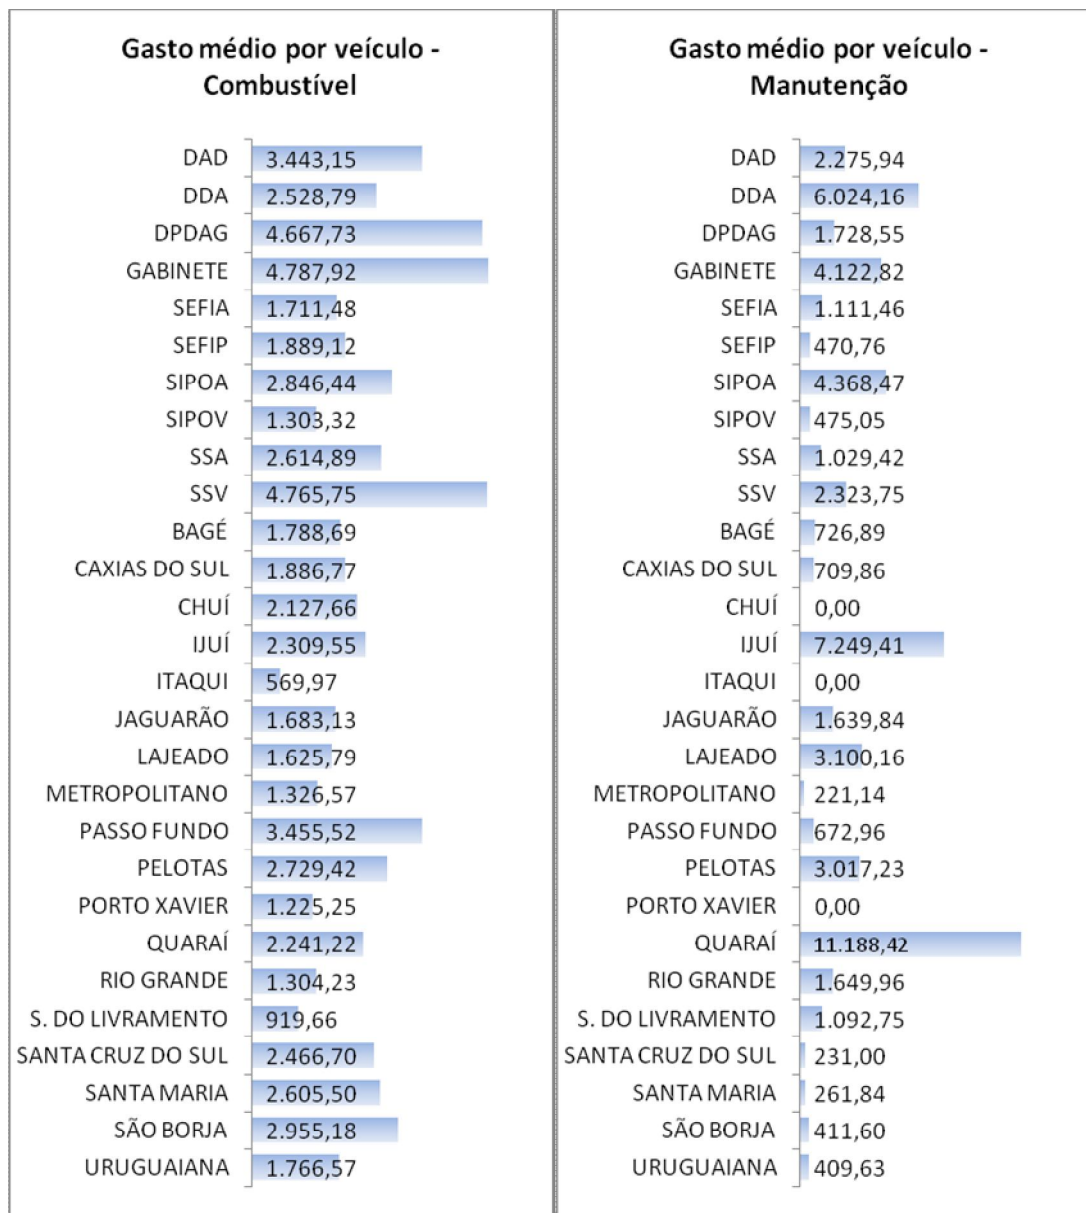 Gasto médio por veículo -
Combustível
DAD 3.443,15
DDA 2.528,79
DPDAG 4.667,73
GABINETE 4.787,92
SEFIA 1.711,48
SEFIP 1.889,12
SIPOA 2.846,44
SIPOV 1.303,32
SSA 2.614,89
SSV 4.765,75
BAGÉ 1.788,69
CAXIAS DO SUL 1.886,77
CHUÍ 2.127,66
IJUÍ 2.309,55
ITAQUI 569,97
JAGUARÃO 1.683,13
LAJEADO 1.625,79
METROPOLITANO 1.326,57
PASSO FUNDO 3.455,52
PELOTAS 2.729,42
PORTO XAVIER 1.225,25
QUARAÍ 2.241,22
RIO GRANDE 1.304,23
S. DO LIVRAMENTO 919,66
SANTA CRUZ DO SUL 2.466,70
SANTA MARIA 2.605,50
SÃO BORJA 2.955,18
URUGUAIANA 1.766,57
Gasto médio por veículo -
Manutenção
DAD 2.275,94
DDA 6.024,16
DPDAG 1.728,55
GABINETE 4.122,82
SEFIA 1.111,46
SEFIP 470,76
SIPOA 4.368,47
SIPOV 475,05
SSA 1.029,42
SSV 2.323,75
BAGÉ 726,89
CAXIAS DO SUL 709,86
CHUÍ 0,00
IJUÍ 7.249,41
ITAQUI 0,00
JAGUARÃO 1.639,84
LAJEADO 3.100,16
METROPOLITANO 221,14
PASSO FUNDO 672,96
PELOTAS 3.017,23
PORTO XAVIER 0,00
QUARAÍ 11.188,42
RIO GRANDE 1.649,96
S. DO LIVRAMENTO 1.092,75
SANTA CRUZ DO SUL 231,00
SANTA MARIA 261,84
SÃO BORJA 411,60
URUGUAIANA 409,63